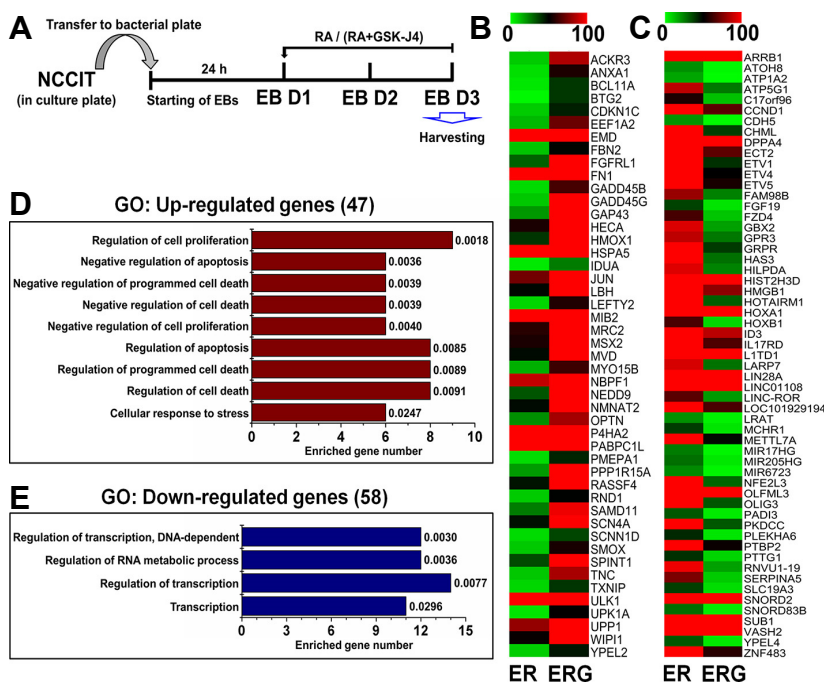 A
Transfer to bacterial plate
NCCIT
(in culture plate)
24 h
Starting of EBs
RA / (RA+GSK-J4)
EB D1
EB D2
EB D3
Harvesting
B
0
100
ACKR3
ANXA1
BCL11A
BTG2
CDKN1C
EEF1A2
EMD
FBN2
FGFRL1
FN1
GADD45B
GADD45G
GAP43
HECA
HMOX1
HSPA5
IDUA
JUN
LBH
LEFTY2
MIB2
MRC2
MSX2
MVD
MYO15B
NBPF1
NEDD9
NMNAT2
OPTN
P4HA2
PABPC1L
PMEPA1
PPP1R15A
RASSF4
RND1
SAMD11
SCN4A
SCNN1D
SMOX
SPINT1
TNC
TXNIP
ULK1
UPK1A
UPP1
WIPI1
YPEL2
ER ERG
C
0
100
ARRB1
ATOH8
ATP1A2
ATP5G1
C17orf96
CCND1
CDH5
CHML
DPPA4
ECT2
ETV1
ETV4
ETV5
FAM98B
FGF19
FZD4
GBX2
GPR3
GRPR
HAS3
HILPDA
HIST2H3D
HMGB1
HOTAIRM1
HOXA1
HOXB1
ID3
IL17RD
L1TD1
LARP7
LIN28A
LINC01108
LINC-ROR
LOC101929194
LRAT
MCHR1
METTL7A
MIR17HG
MIR205HG
MIR6723
NFE2L3
OLFML3
OLIG3
PADI3
PKDCC
PLEKHA6
PTBP2
PTTG1
RNVU1-19
SERPINA5
SLC19A3
SNORD2
SNORD83B
SUB1
VASH2
YPEL4
ZNF483
ER ERG
D
GO: Up-regulated genes (47)
Regulation of cell proliferation 0.0018
Negative regulation of apoptosis 0.0036
Negative regulation of programmed cell death 0.0039
Negative regulation of cell death 0.0039
Negative regulation of cell proliferation 0.0040
Regulation of apoptosis 0.0085
Regulation of programmed cell death 0.0089
Regulation of cell death 0.0091
Cellular response to stress 0.0247
0 2 4 6 8 10
Enriched gene number
E
GO: Down-regulated genes (58)
Regulation of transcription, DNA-dependent 0.0030
Regulation of RNA metabolic process 0.0036
Regulation of transcription 0.0077
Transcription 0.0296
0 3 6 9 12 15
Enriched gene number